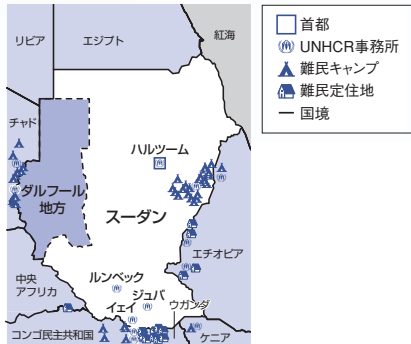 リビア
エジプト
紅海
チャド
ハルツーム
ダルフール
地方
スーダン
エチオピア
中央
アフリカ
ルンベック
ジュバ
イェイ
ウガンダ
コンゴ民主共和国
ケニア
首都
UNHCR事務所
難民キャンプ
難民定住地
国境